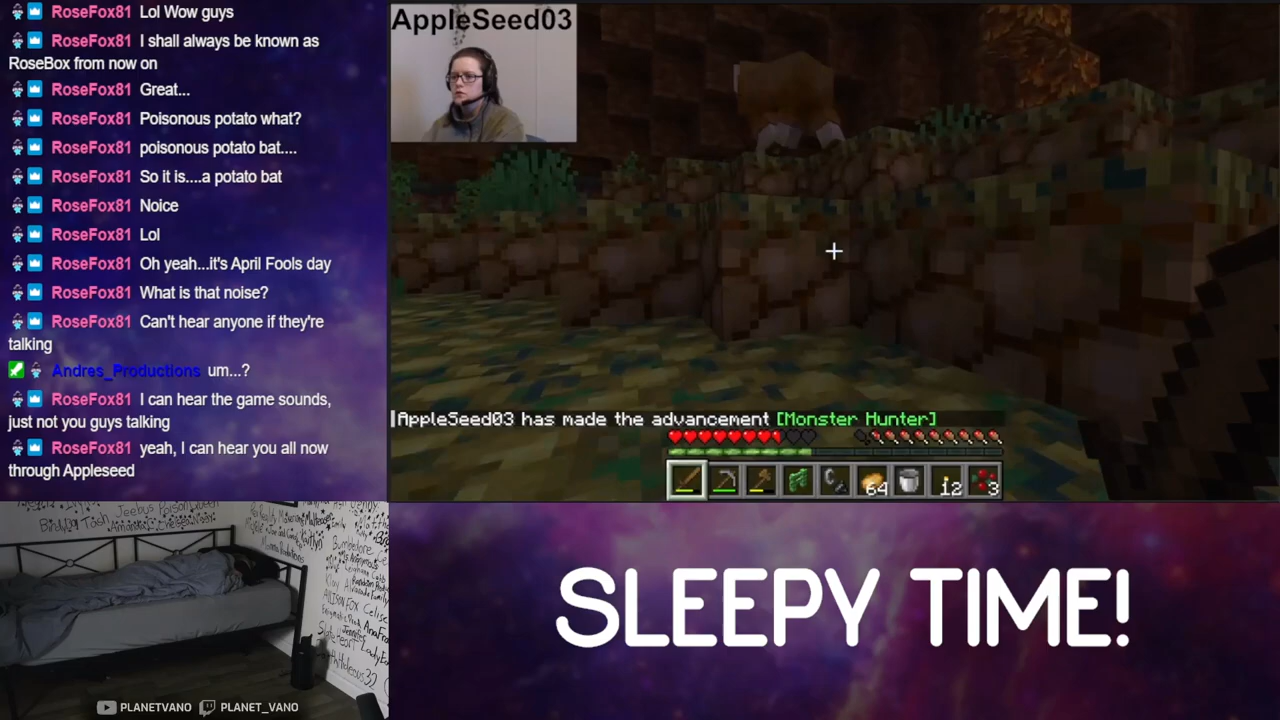 RoseFox81 Lol Wow guys
RoseFox81 I shall always be known as
RoseBox from now on
RoseFox81 Great...
RoseFox81 Poisonous potato what?
RoseFox81 poisonous potato bat....
RoseFox81 So it is....a potato bat
RoseFox81 Noice
RoseFox81 Lol
RoseFox81 Oh yeah...it's April Fools day
RoseFox81 What is that noise?
RoseFox81 Can't hear anyone if they're
talking
Andres_Productions um...?
RoseFox81 I can hear the game sounds,
just not you guys talking
RoseFox81 yeah, I can hear you all now
through Appleseed
AppleSeed03
AppleSeed03 has made the advancement [Monster Hunter]
64
12
3
Jeebus
SLEEPY TIME!
PLANETVANO
PLANET_VANO